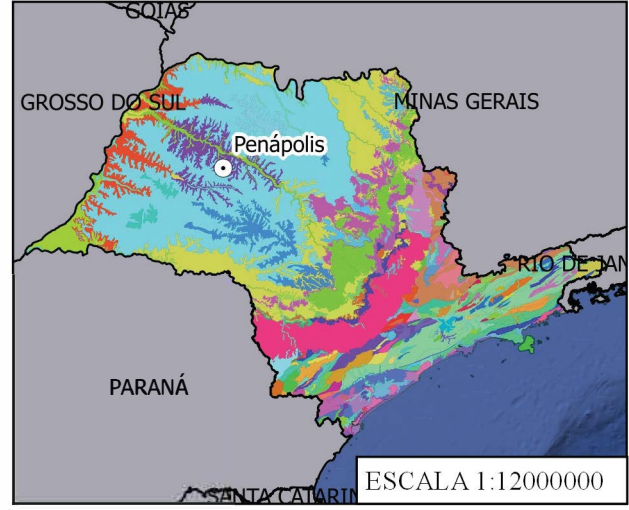 GOIÁS
GROSSO DO SUL
MINAS GERAIS
Penápolis
RIO DE JAN
PARANÁ
ESCALA 1:12000000
SANTA CATARIN